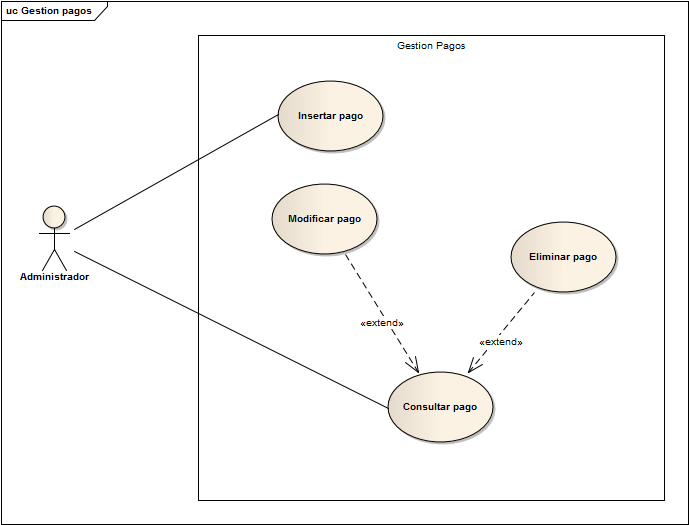 uc Gestion pagos
Gestion Pagos
Insertar pago
Modificar pago
Eliminar pago
Administrador
«extend»
«extend»
Consultar pago